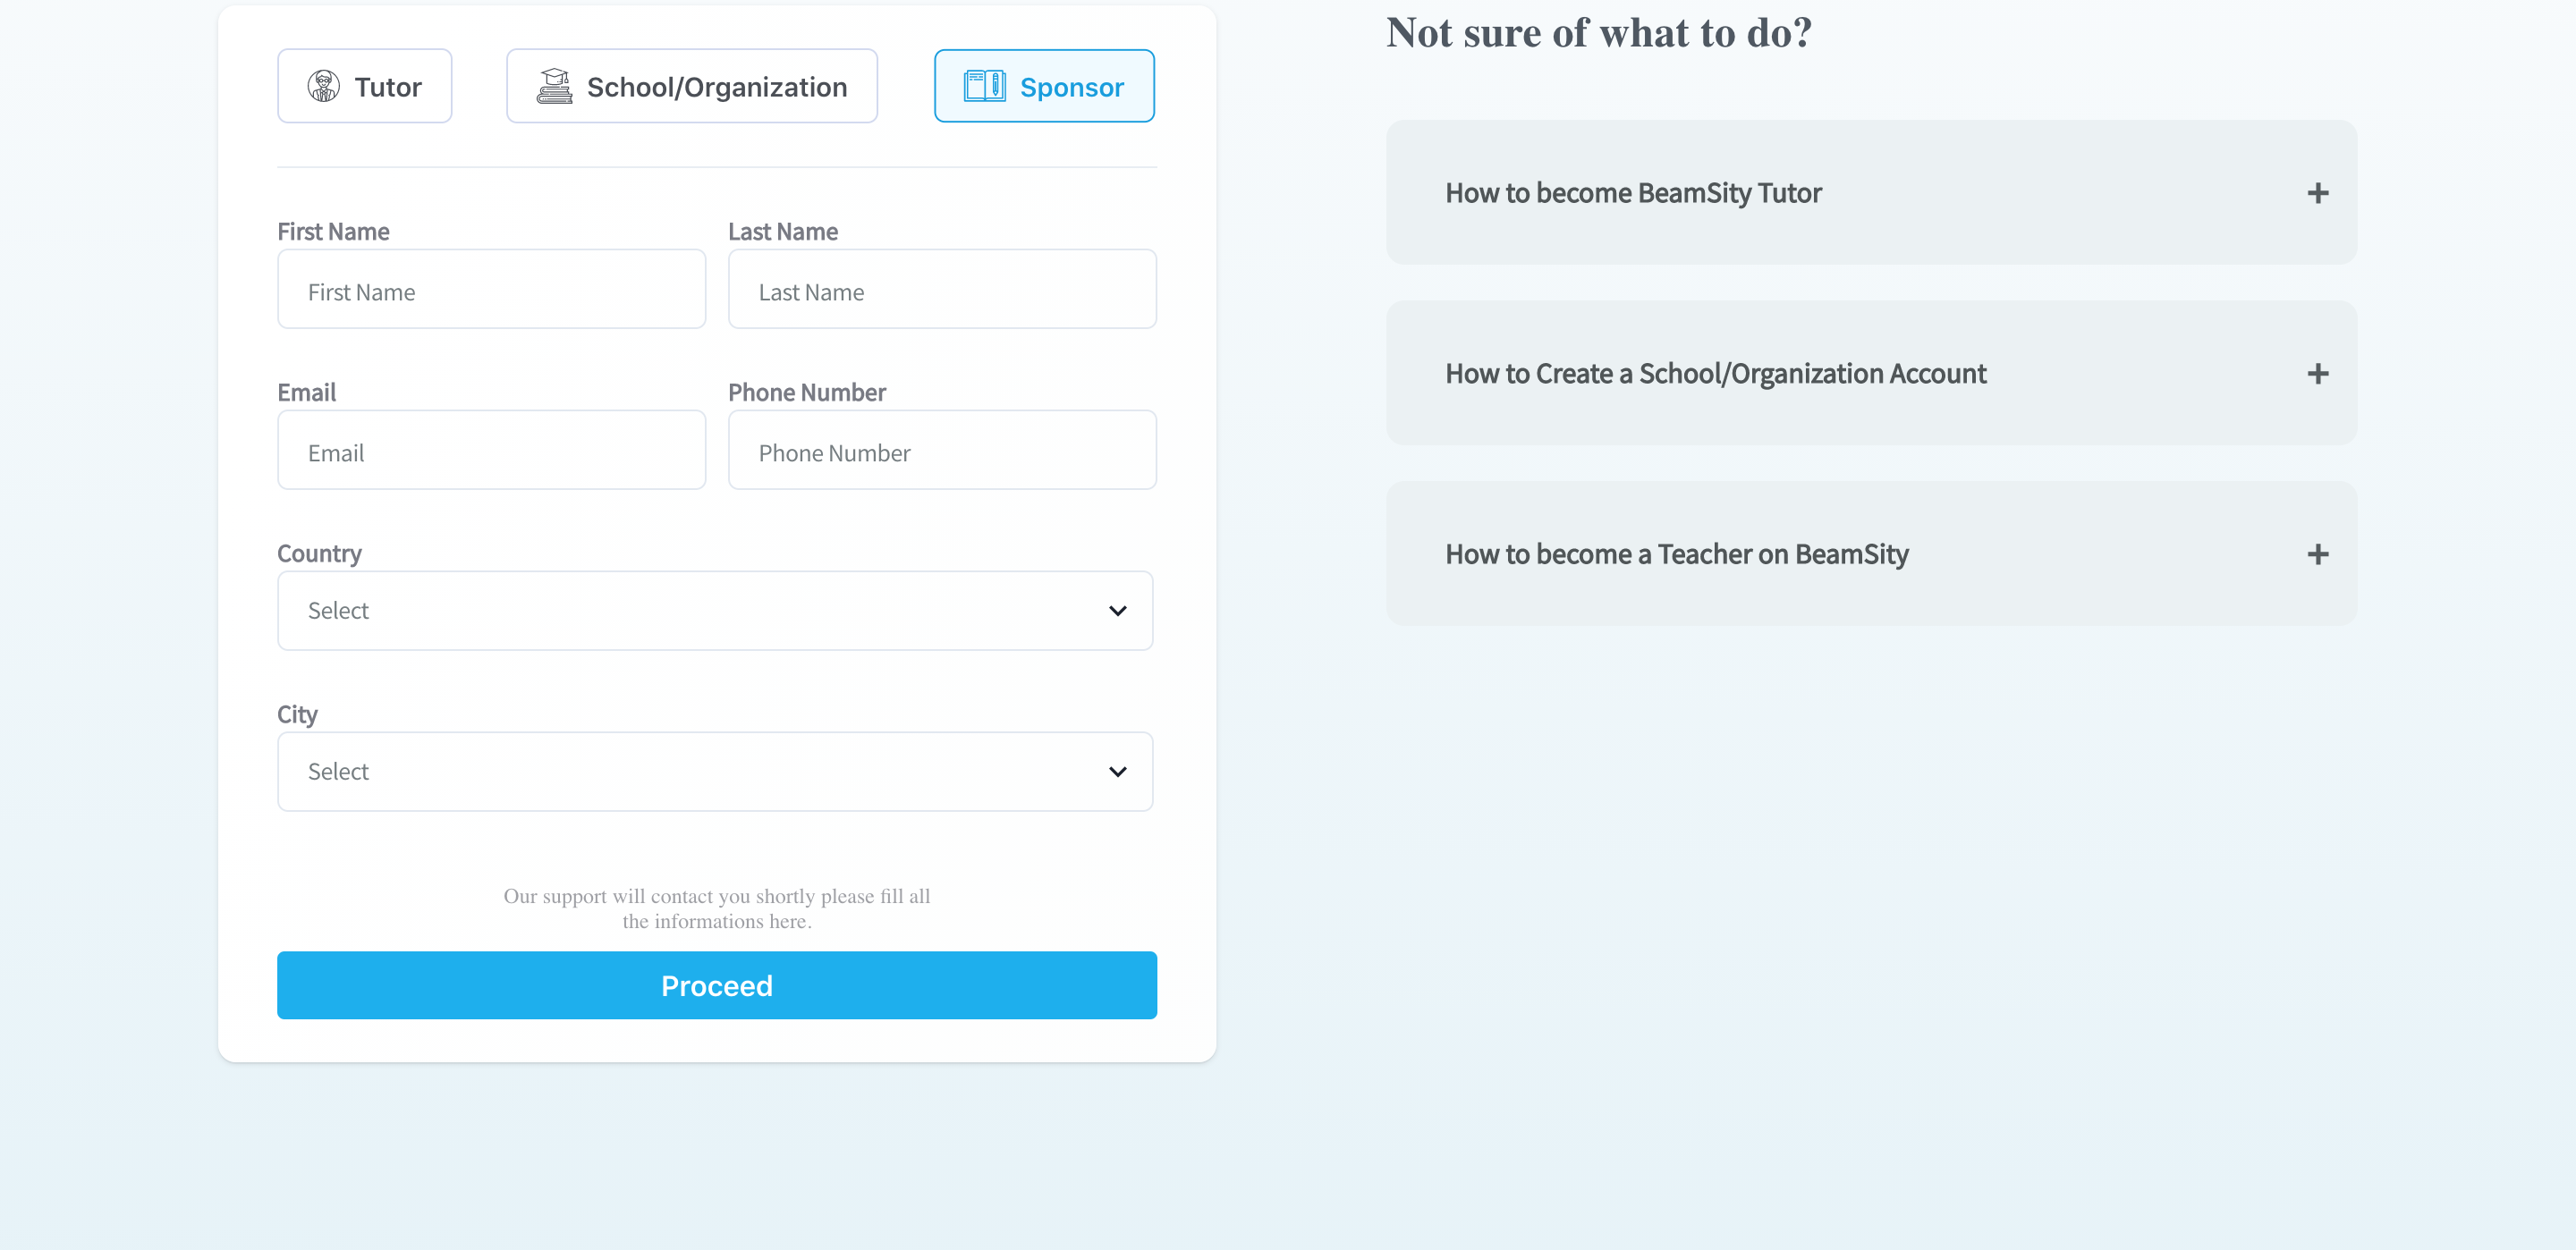 Tutor
School/Organization
Sponsor
First Name
Last Name
First Name
Last Name
Email
Phone Number
Email
Phone Number
Country
Select
City
Select
Our support will contact you shortly please fill all
the informations here.
Proceed
Not sure of what to do?
How to become BeamSity Tutor
How to Create a School/Organization Account
How to become a Teacher on BeamSity